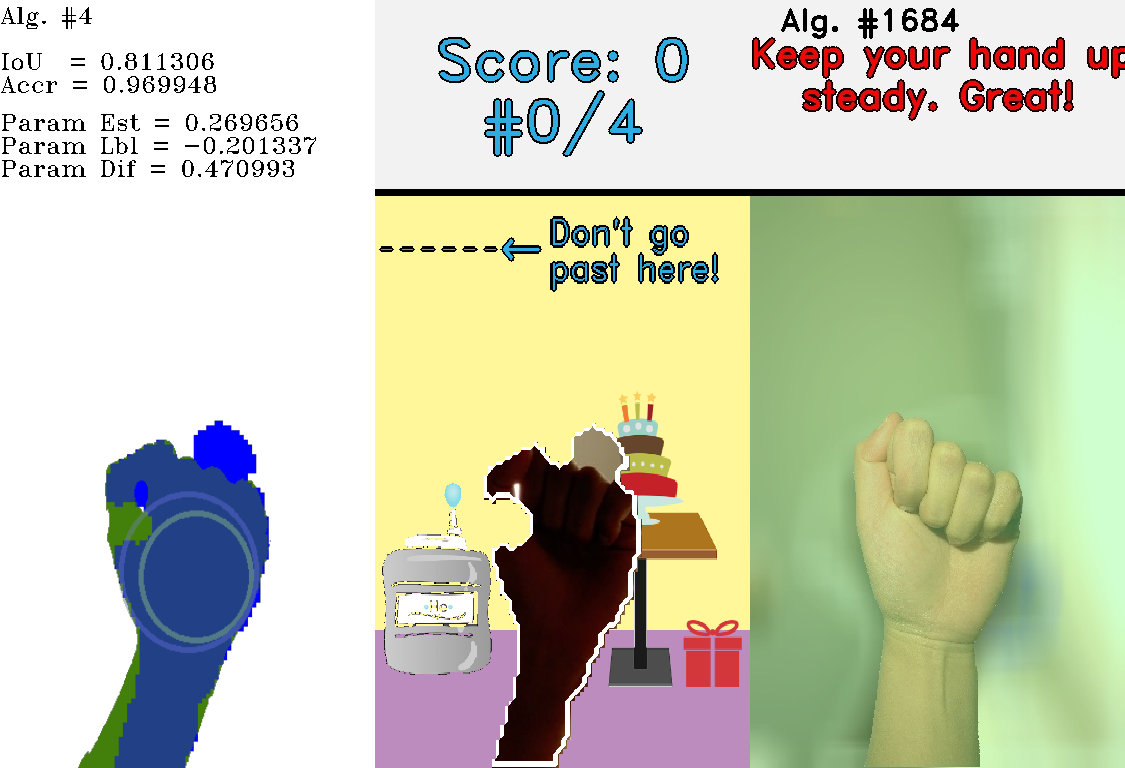 Alg. #4
IoU = 0.811306
Accr = 0.969948
Param Est = 0.269656
Param Lbl = −0.201337
Param Dif = 0.470993
Score: 0
#0/4
Alg. #1684
Keep your hand up
steady. Great!
Don't go
past here!